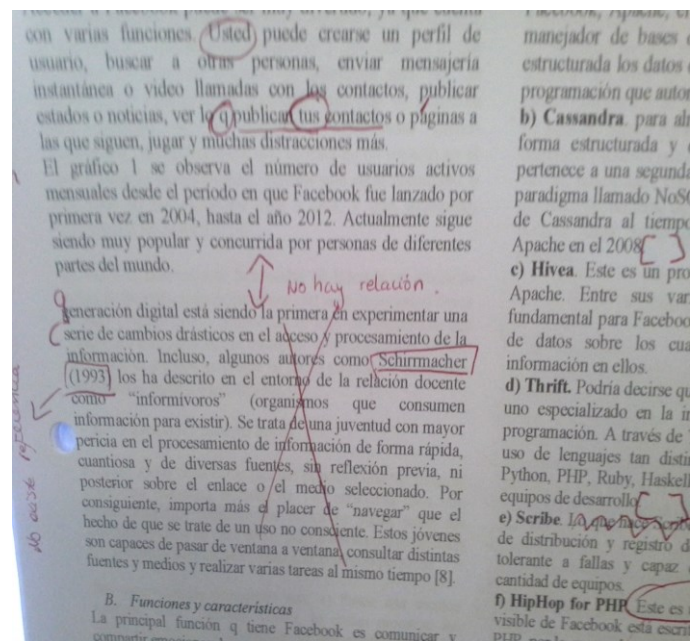 con varias funciones. Usted puede crearse un perfil de
usuario, buscar a otras personas, enviar mensajería
instantánea o video llamadas con los contactos, publicar
estados o noticias, ver lo q publican tus contactos o páginas a
las que siguen, jugar y muchas distracciones más.
El gráfico 1 se observa el número de usuarios activos
mensuales desde el periodo en que Facebook fue lanzado por
primera vez en 2004, hasta el año 2012. Actualmente sigue
siendo muy popular y concurrida por personas de diferentes
partes del mundo.
No hay relación.
generación digital está siendo la primera en experimentar una
serie de cambios drásticos en el acceso y procesamiento de la
información. Incluso, algunos autores como Schirmacher
(1993) los ha descrito en el entorno de la relación docente
como "informívoros" (organismos que consumen
información para existir). Se trata de una juventud con mayor
pericia en el procesamiento de información de forma rápida,
cuantiosa y de diversas fuentes, sin reflexión previa, ni
posterior sobre el enlace o el medio seleccionado. Por
consiguiente, importa más el placer de "navegar" que el
hecho de que se trate de un uso no consciente. Estos jóvenes
son capaces de pasar de ventana a ventana, consultar distintas
fuentes y medios y realizar varias tareas al mismo tiempo [8].
No existe referencia
B. Funciones y características
La principal función q tiene Facebook es comunicar y
manejador de bases
estructurada los datos
programación que
b) Cassandra. para
forma estructurada y
pertenece a una
paradigma llamado
de Cassandra al tiempo
Apache en el 2008
c) Hivea. Este es un
Apache. Entre sus
fundamental para
de datos sobre los
información en ellos.
d) Thrift. Podría decirse
uno especializado en la
programación. A través de
uso de lenguajes tan
Python, PHP, Ruby, Haskell
equipos de desarrollo
e) Scribe.
de distribución y registro
tolerante a fallas y capaz
cantidad de equipos.
f) HipHop for PHP. Este es
visible de Facebook está